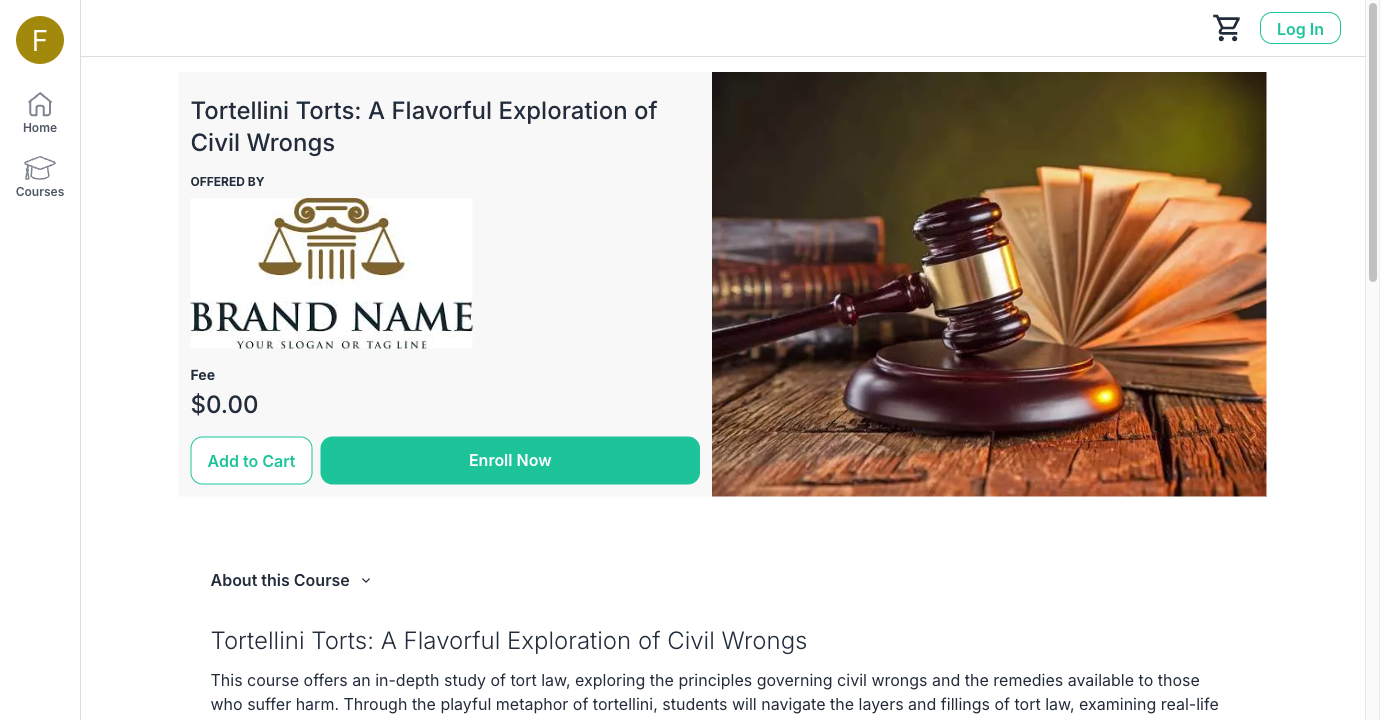 F
Home
Courses
Log In
Tortellini Torts: A Flavorful Exploration of
Civil Wrongs
OFFERED BY
BRAND NAME
YOUR SLOGAN OR TAG LINE
Fee
$0.00
Add to Cart
Enroll Now
About this Course
Tortellini Torts: A Flavorful Exploration of Civil Wrongs
This course offers an in-depth study of tort law, exploring the principles governing civil wrongs and the remedies available to those
who suffer harm. Through the playful metaphor of tortellini, students will navigate the layers and fillings of tort law, examining real-life